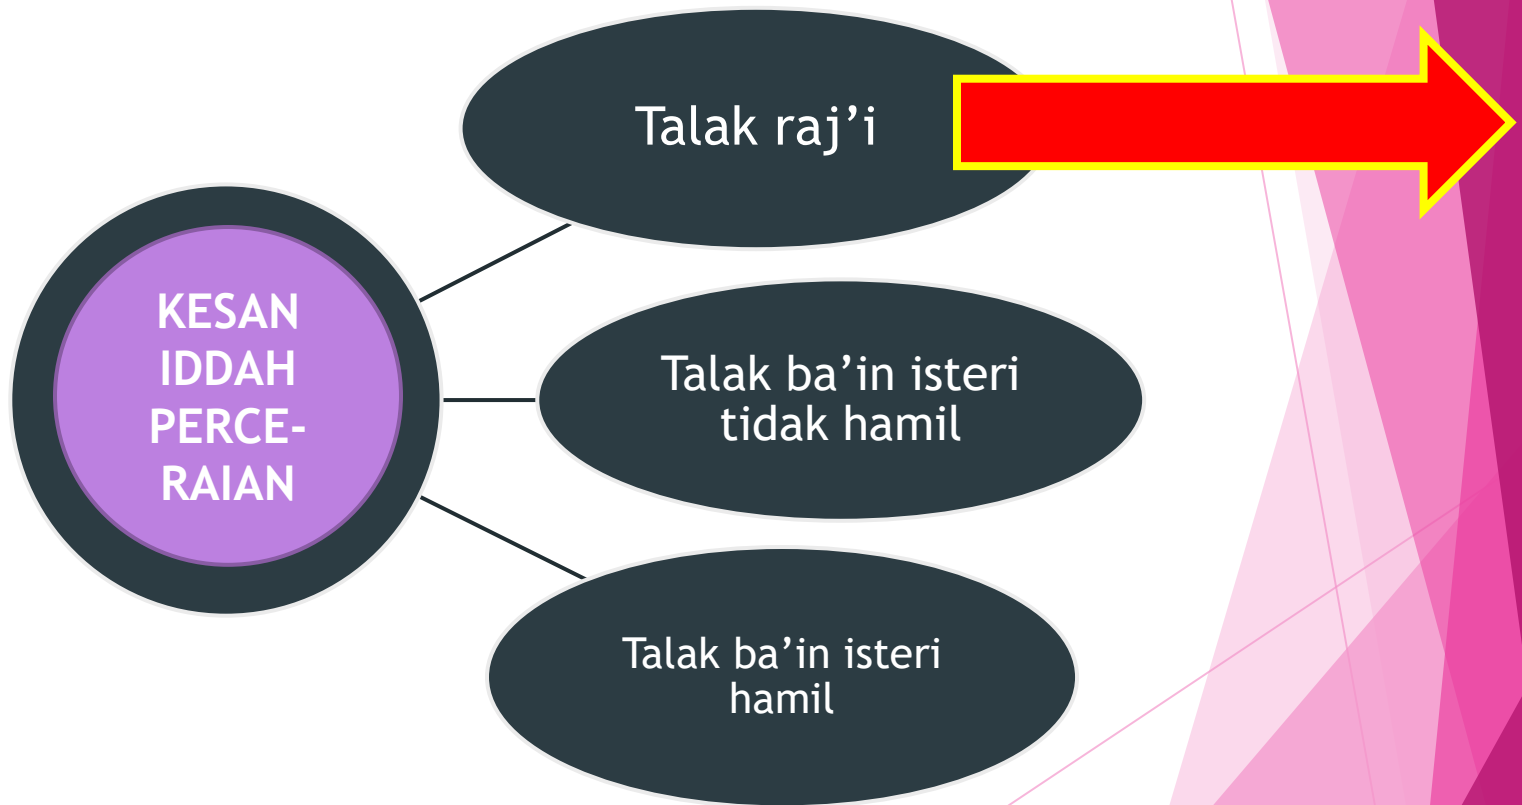 KESAN
IDDAH
PERCE-
RAIAN
Talak raj’i
Talak ba’in isteri
tidak hamil
Talak ba’in isteri
hamil